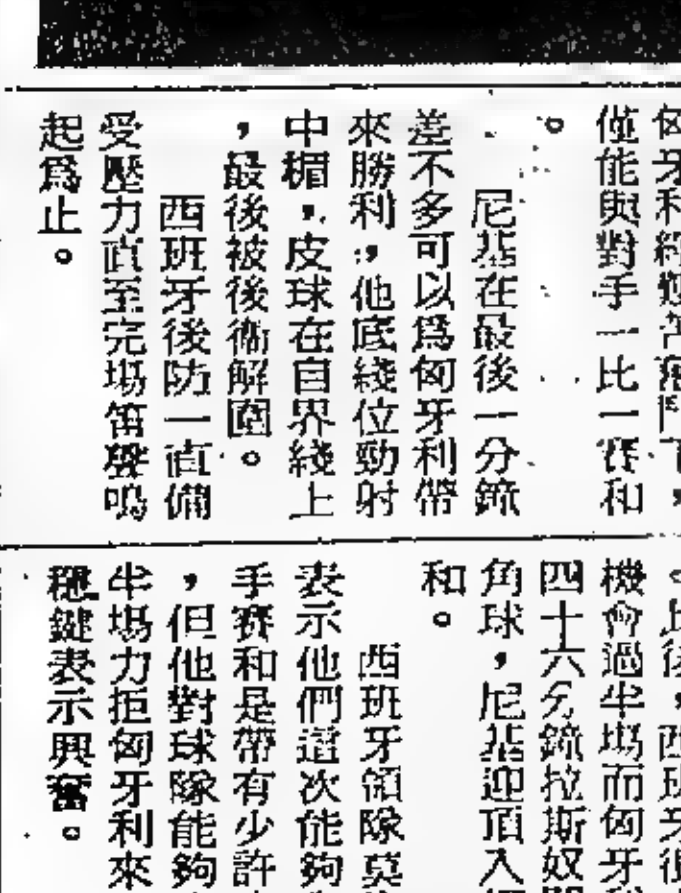 僅能與對手一比一賽和
。
尼基在最後一分鐘
差不多可以爲匈牙利帶
來勝利，他底綫位勁射
中楣，皮球在自界綫上
，最後被後衞解圍。
西班牙後防一直備
受壓力直至完場笛聲鳴
起爲止。
機會過半場而匈牙
四十六分鐘拉斯奴
角球，尼基迎頂入
和。
西班牙領隊莫
表示他們這次能夠
手賽和是帶有少許
，但他對球隊能夠
半場力拒匈牙利來
穩鍵表示興奮。